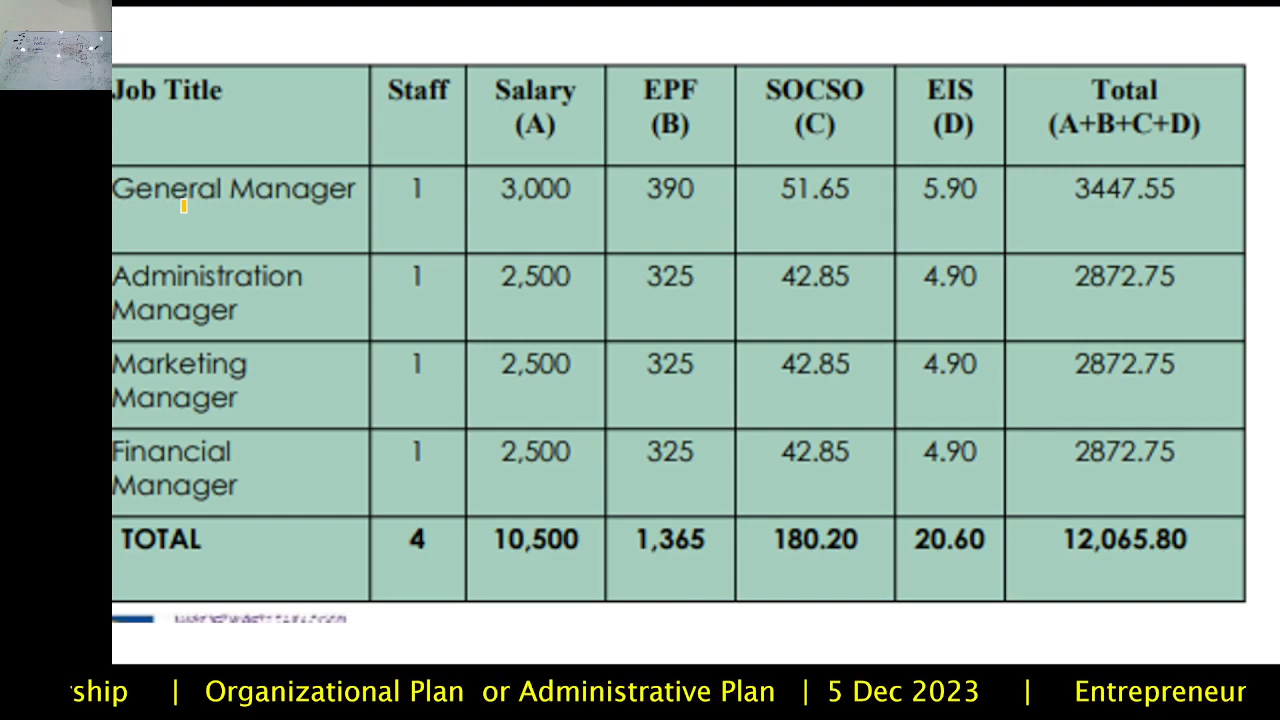 Job Title Staff Salary EPF SOCSO EIS Total
(A) (B) (C) (D) (A+B+C+D)
General Manager 1 3,000 390 51.65 5.90 3447.55
Administration 1 2,500 325 42.85 4.90 2872.75
Manager
Marketing 1 2,500 325 42.85 4.90 2872.75
Manager
Financial 1 2,500 325 42.85 4.90 2872.75
Manager
TOTAL 4 10,500 1,365 180.20 20.60 12,065.80
ship | Organizational Plan or Administrative Plan | 5 Dec 2023 | Entrepreneur